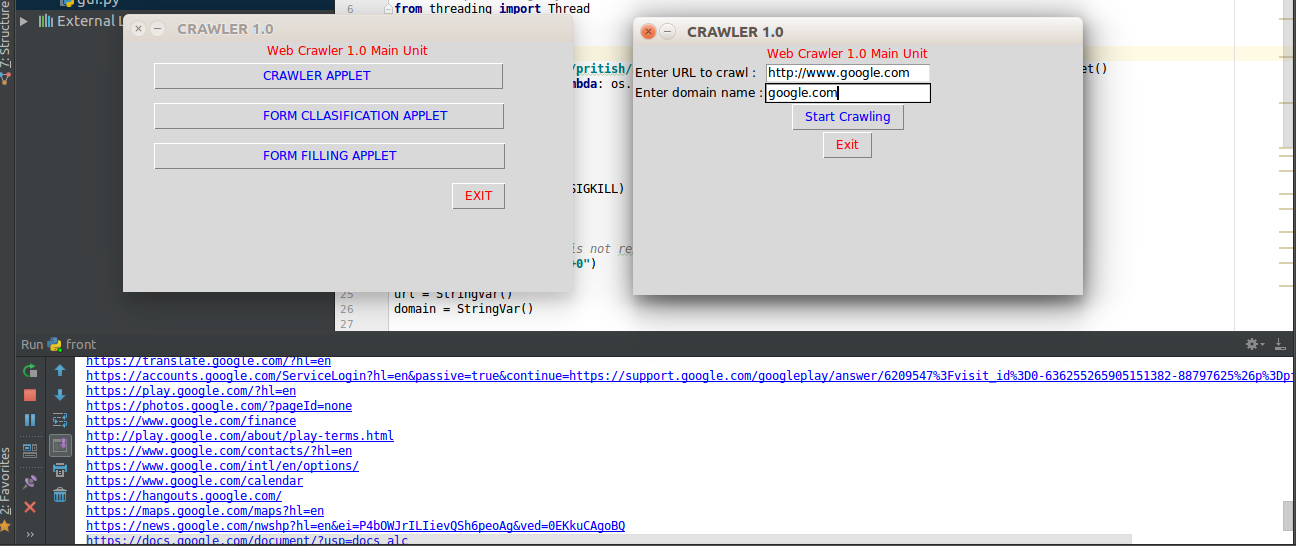 gui.py
External L
7: Structure
2: Favorites
6
from threading import Thread
/pritish/
et()
mbda: os.
SIGKILL)
is not re
+0")
25
url = StringVar()
26
domain = StringVar()
27
CRAWLER 1.0
Web Crawler 1.0 Main Unit
CRAWLER APPLET
FORM CLLASIFICATION APPLET
FORM FILLING APPLET
EXIT
CRAWLER 1.0
Web Crawler 1.0 Main Unit
Enter URL to crawl : http://www.google.com
Enter domain name : google.com
Start Crawling
Exit
Run front
https://translate.google.com/?hl=en
https://accounts.google.com/ServiceLogin?hl=en&passive=true&continue=https://support.google.com/googleplay/answer/6209547%3Fvisit_id%3D0-636255265905151382-88797625%26p%3Dpr
https://play.google.com/?hl=en
https://photos.google.com/?pageId=none
https://www.google.com/finance
http://play.google.com/about/play-terms.html
https://www.google.com/contacts/?hl=en
https://www.google.com/intl/en/options/
https://www.google.com/calendar
https://hangouts.google.com/
https://maps.google.com/maps?hl=en
https://news.google.com/nwshp?hl=en&ei=P4bOWJrILIievQSh6peoAg&ved=0EKkuCAgoBQ
https://docs.google.com/document/?usp=docs_alc